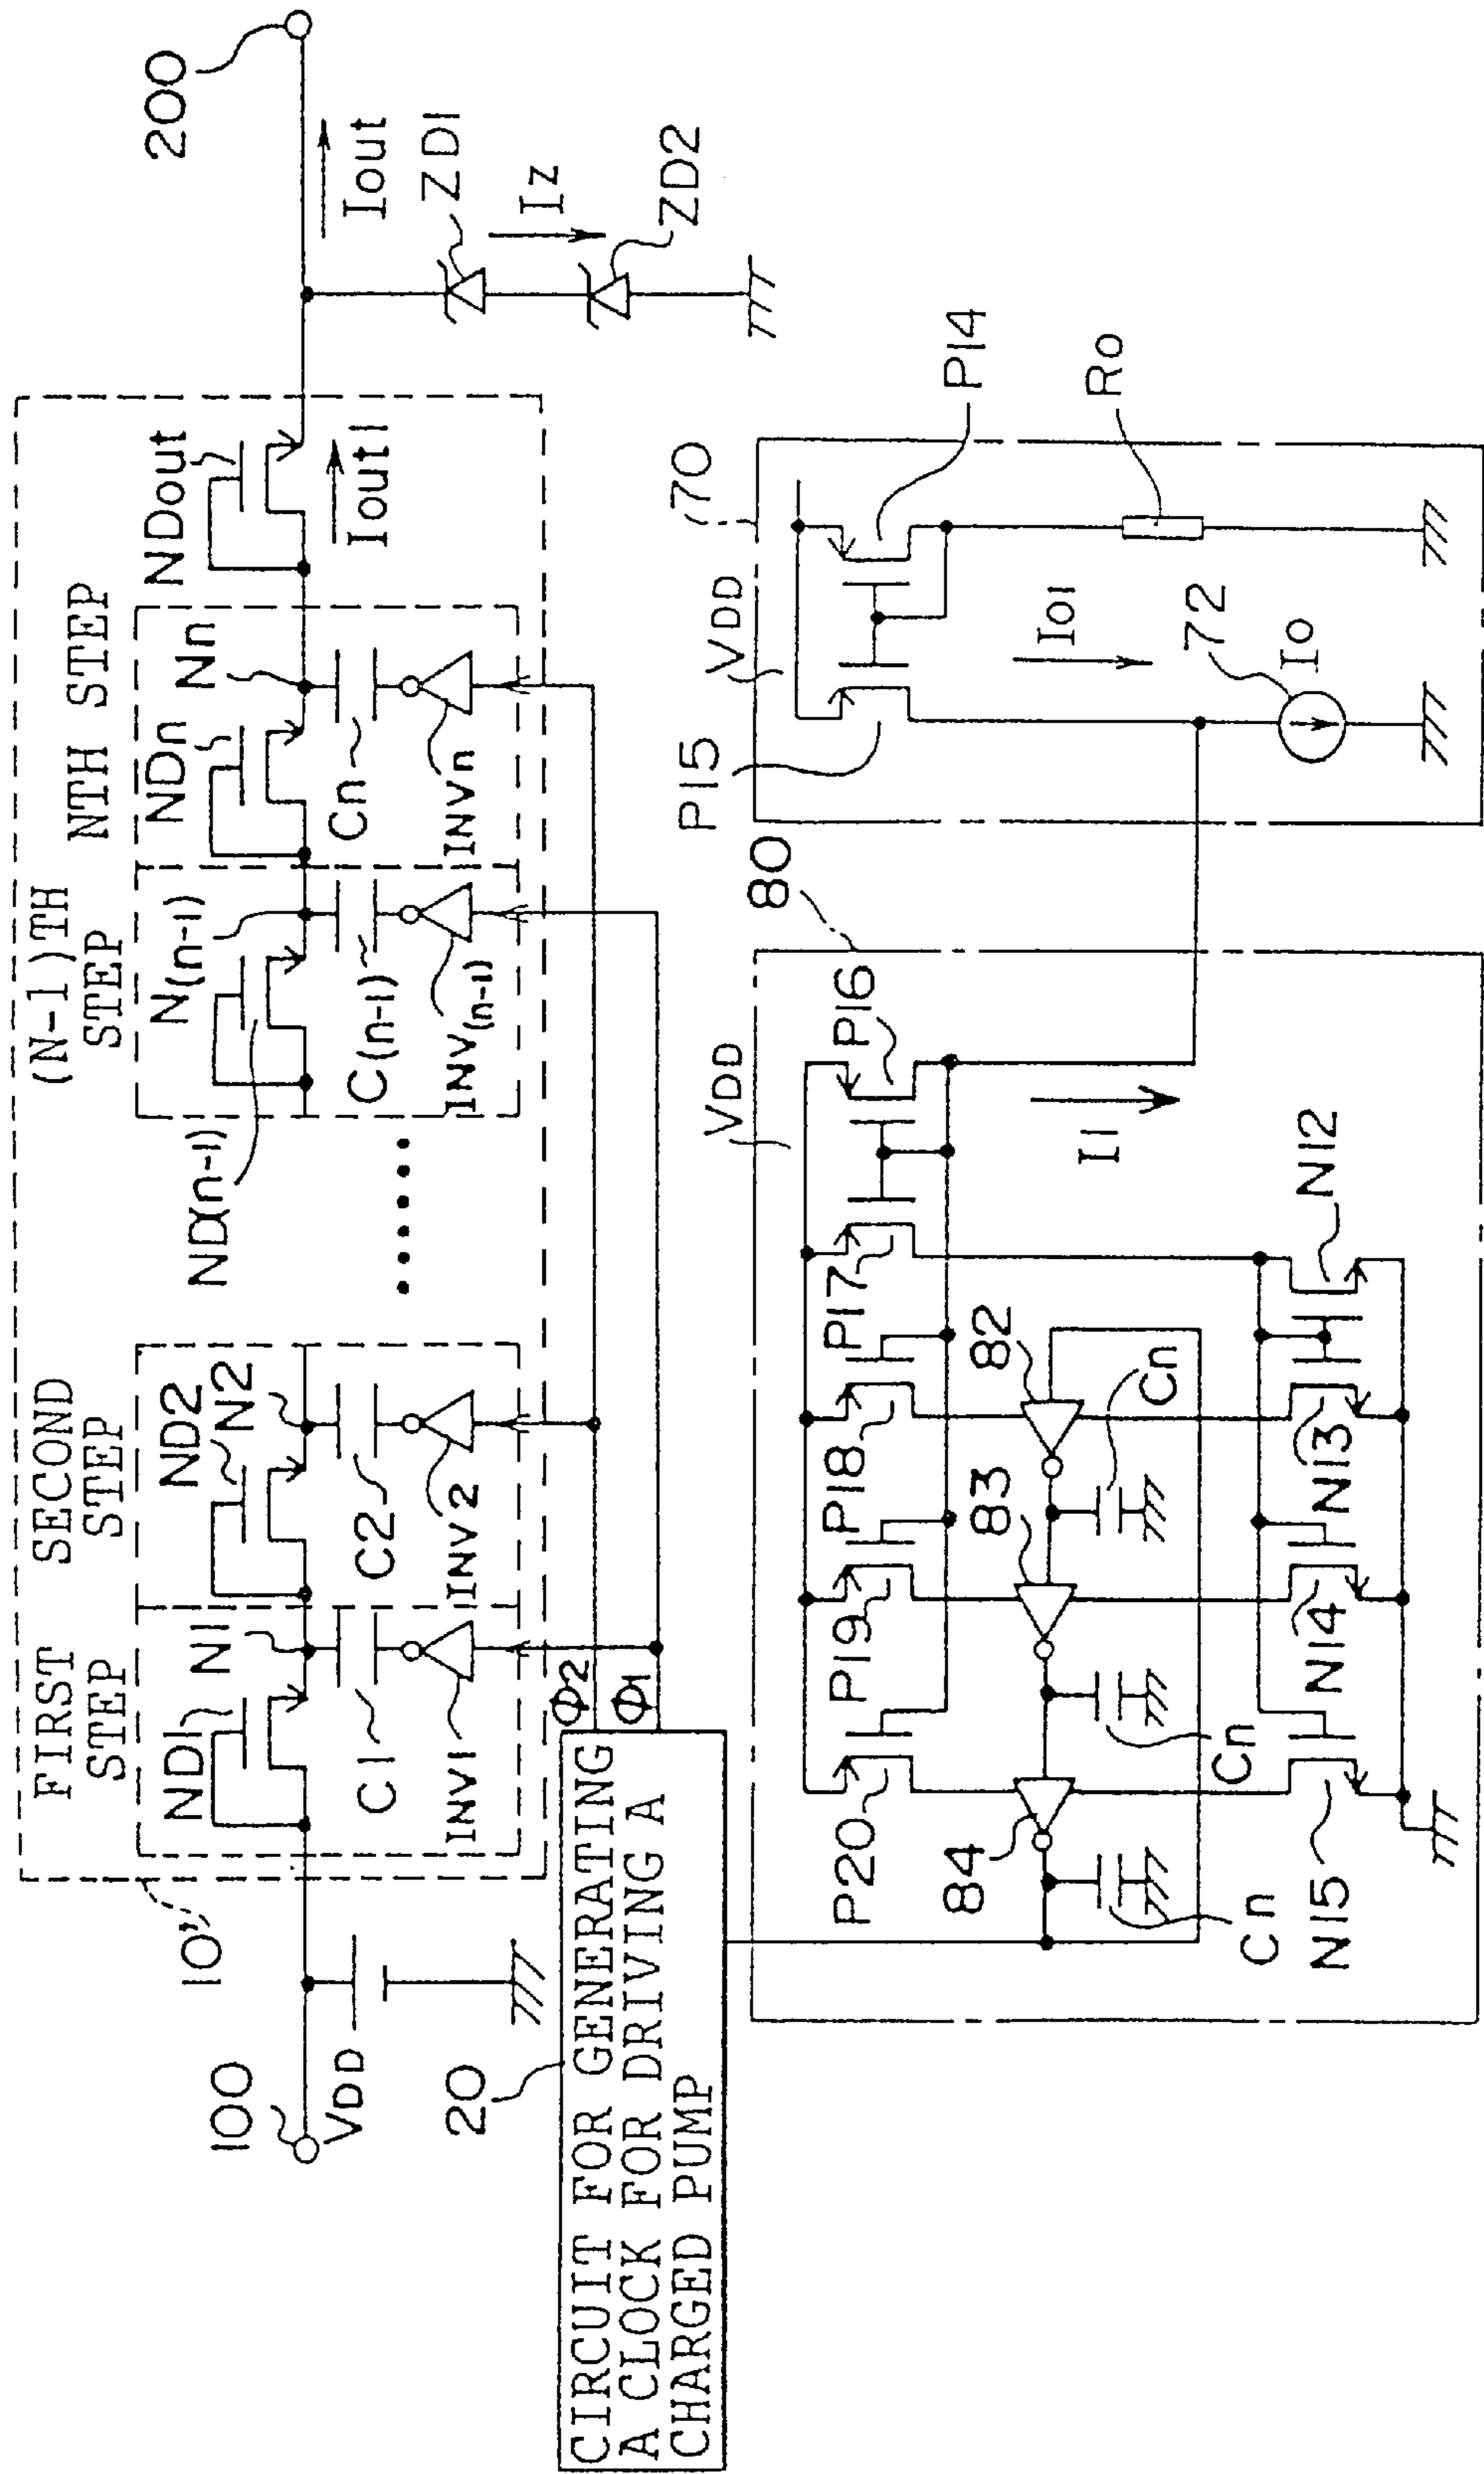 FIRST
STEP
SECOND
STEP
(N-1)TH
STEP
NTH STEP
ND1
N1
ND2
N2
ND(n-1)
N(n-1)
NDn
Nn
NDout
200
100
VDD
10'
C1
INV1
C2
INV2
C(n-1)
INV(n-1)
Cn
INVn
Iout1
Iout
ZD1
Iz
ZD2
Φ2
Φ1
20
CIRCUIT FOR GENERATING
A CLOCK FOR DRIVING A
CHARGED PUMP
80
VDD
P20
P19
P18
P17
P16
84
83
82
Cn
Cn
Cn
I1
N15
N14
N13
N12
70
VDD
P15
P14
I01
72
Io
Ro